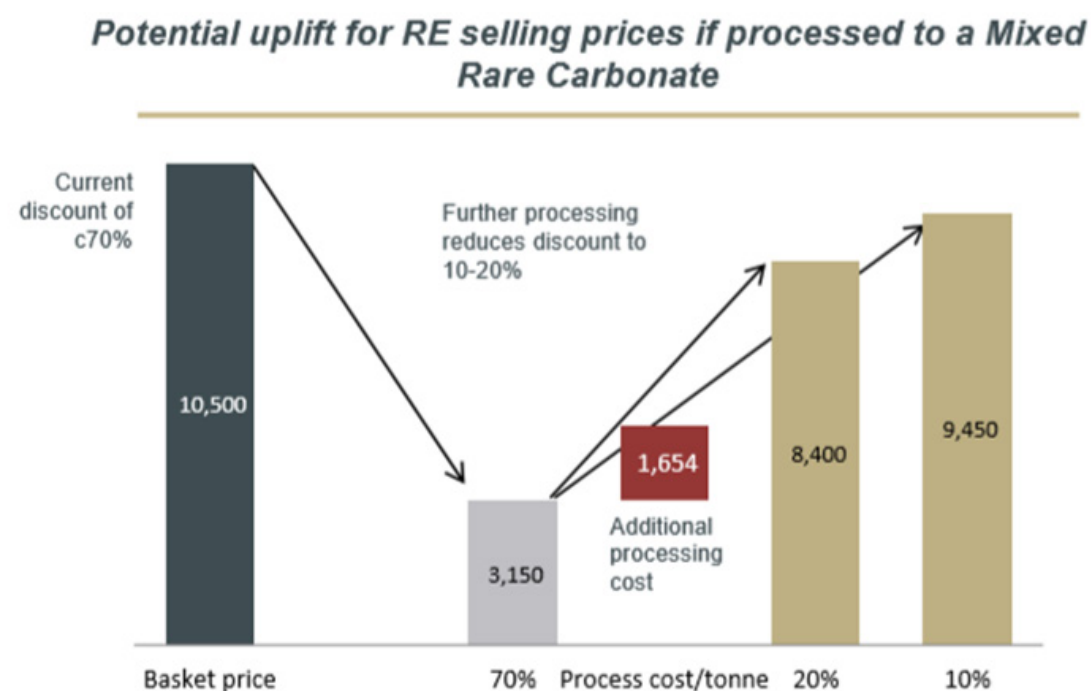 Potential uplift for RE selling prices if processed to a Mixed
Rare Carbonate
Current
discount of
c70%
Further processing
reduces discount to
10-20%
10,500
3,150
1,654
Additional
processing
cost
8,400
9,450
Basket price
70%
Process cost/tonne
20%
10%